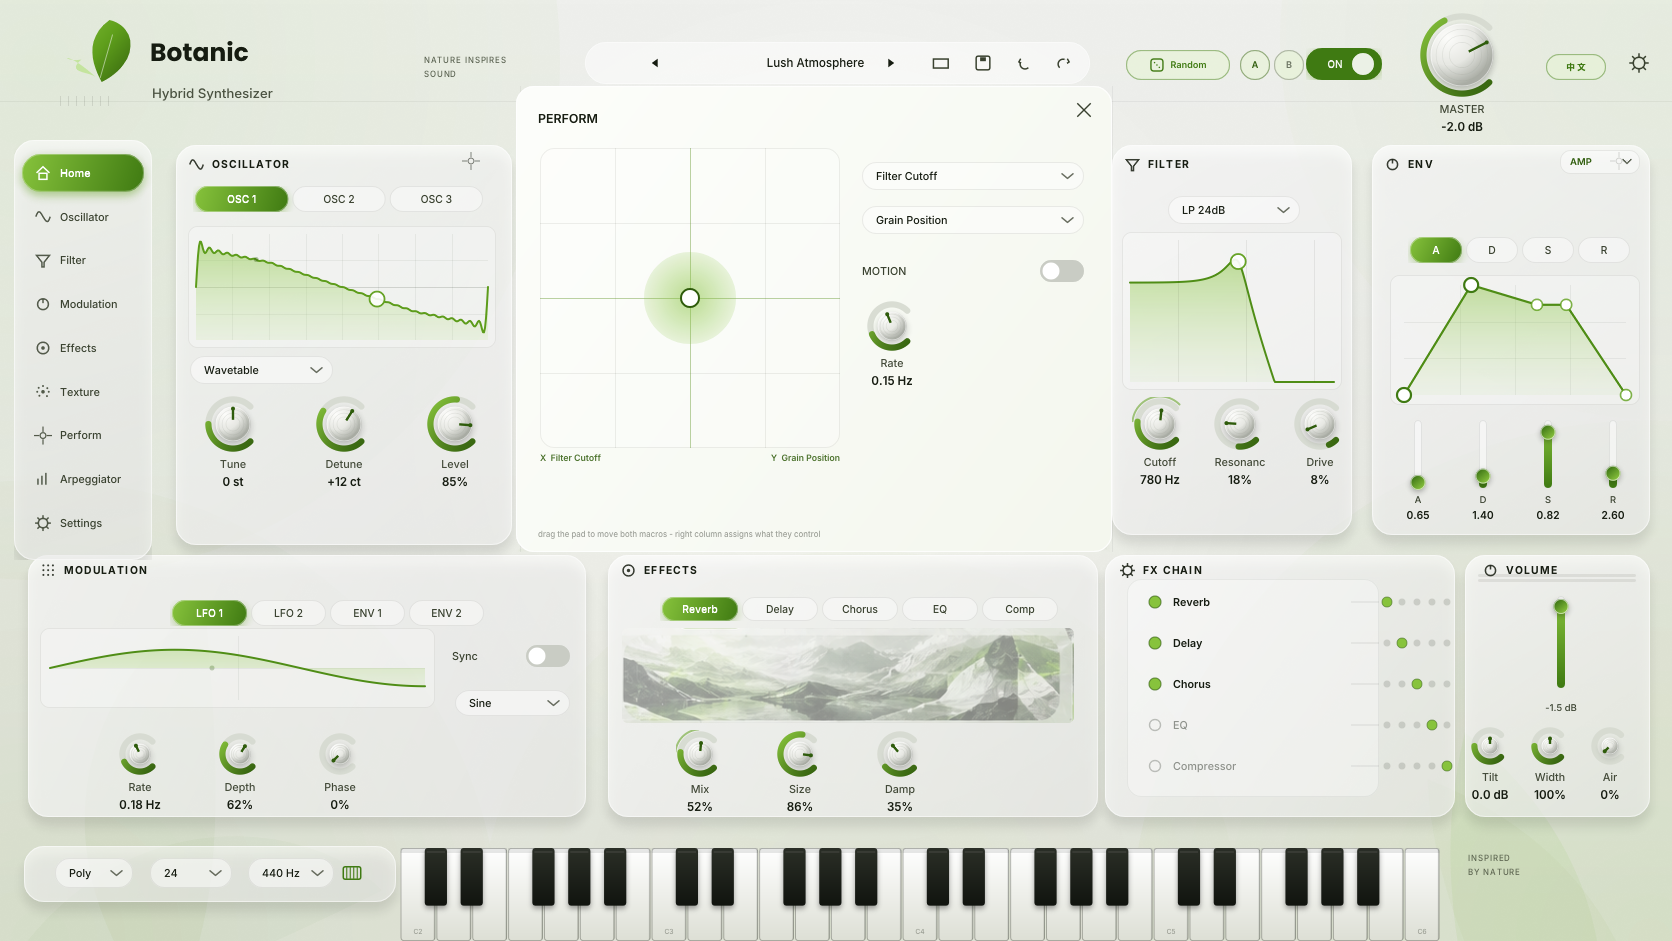 Botanic
Hybrid Synthesizer
NATURE INSPIRES
SOUND
Lush Atmosphere
Random
A
B
ON
MASTER
-2.0 dB
中文
Home
Oscillator
Filter
Modulation
Effects
Texture
Perform
Arpeggiator
Settings
OSCILLATOR
OSC 1
OSC 2
OSC 3
Wavetable
Tune
0 st
Detune
+12 ct
Level
85%
PERFORM
X Filter Cutoff
Y Grain Position
Filter Cutoff
Grain Position
MOTION
Rate
0.15 Hz
drag the pad to move both macros - right column assigns what they control
FILTER
LP 24dB
Cutoff
780 Hz
Resonanc
18%
Drive
8%
ENV
AMP
A
D
S
R
A
0.65
D
1.40
S
0.82
R
2.60
MODULATION
LFO 1
LFO 2
ENV 1
ENV 2
Sync
Sine
Rate
0.18 Hz
Depth
62%
Phase
0%
EFFECTS
Reverb
Delay
Chorus
EQ
Comp
Mix
52%
Size
86%
Damp
35%
FX CHAIN
Reverb
Delay
Chorus
EQ
Compressor
VOLUME
-1.5 dB
Tilt
0.0 dB
Width
100%
Air
0%
Poly
24
440 Hz
C2
C3
C4
C5
C6
INSPIRED
BY NATURE